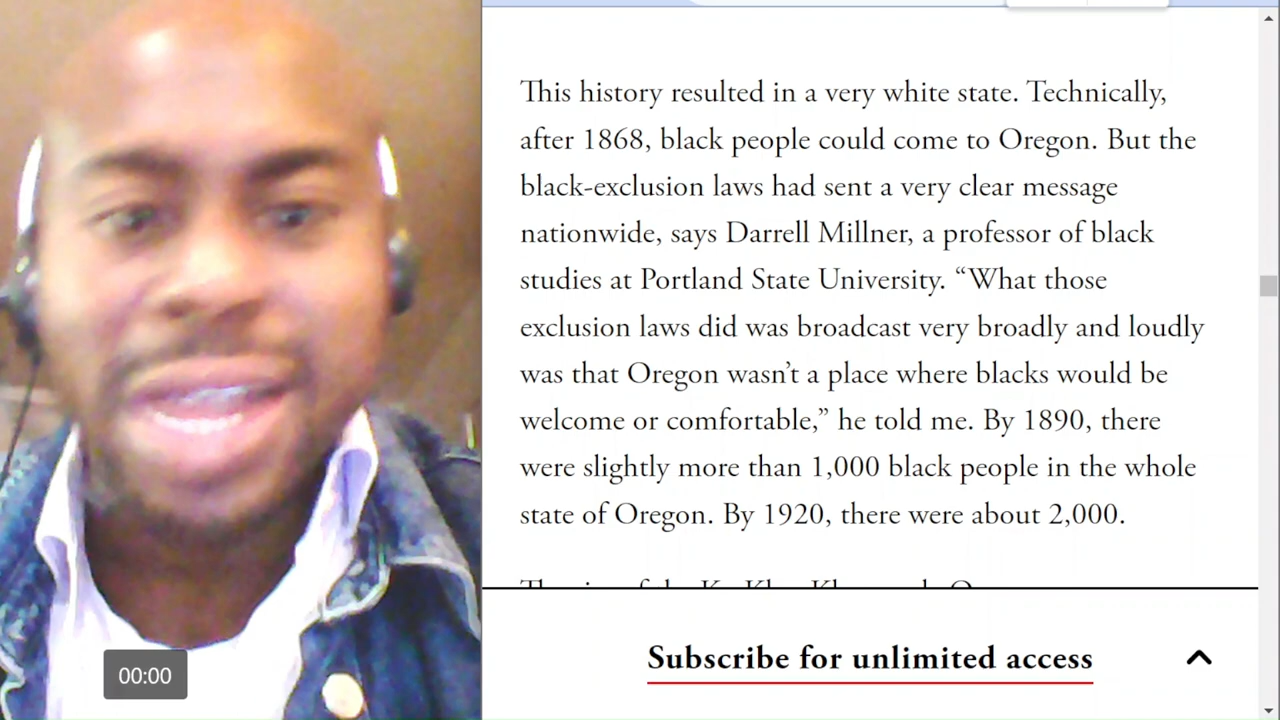 This history resulted in a very white state. Technically,
after 1868, black people could come to Oregon. But the
black-exclusion laws had sent a very clear message
nationwide, says Darrell Millner, a professor of black
studies at Portland State University. “What those
exclusion laws did was broadcast very broadly and loudly
was that Oregon wasn’t a place where blacks would be
welcome or comfortable,” he told me. By 1890, there
were slightly more than 1,000 black people in the whole
state of Oregon. By 1920, there were about 2,000.
Subscribe for unlimited access
00:00